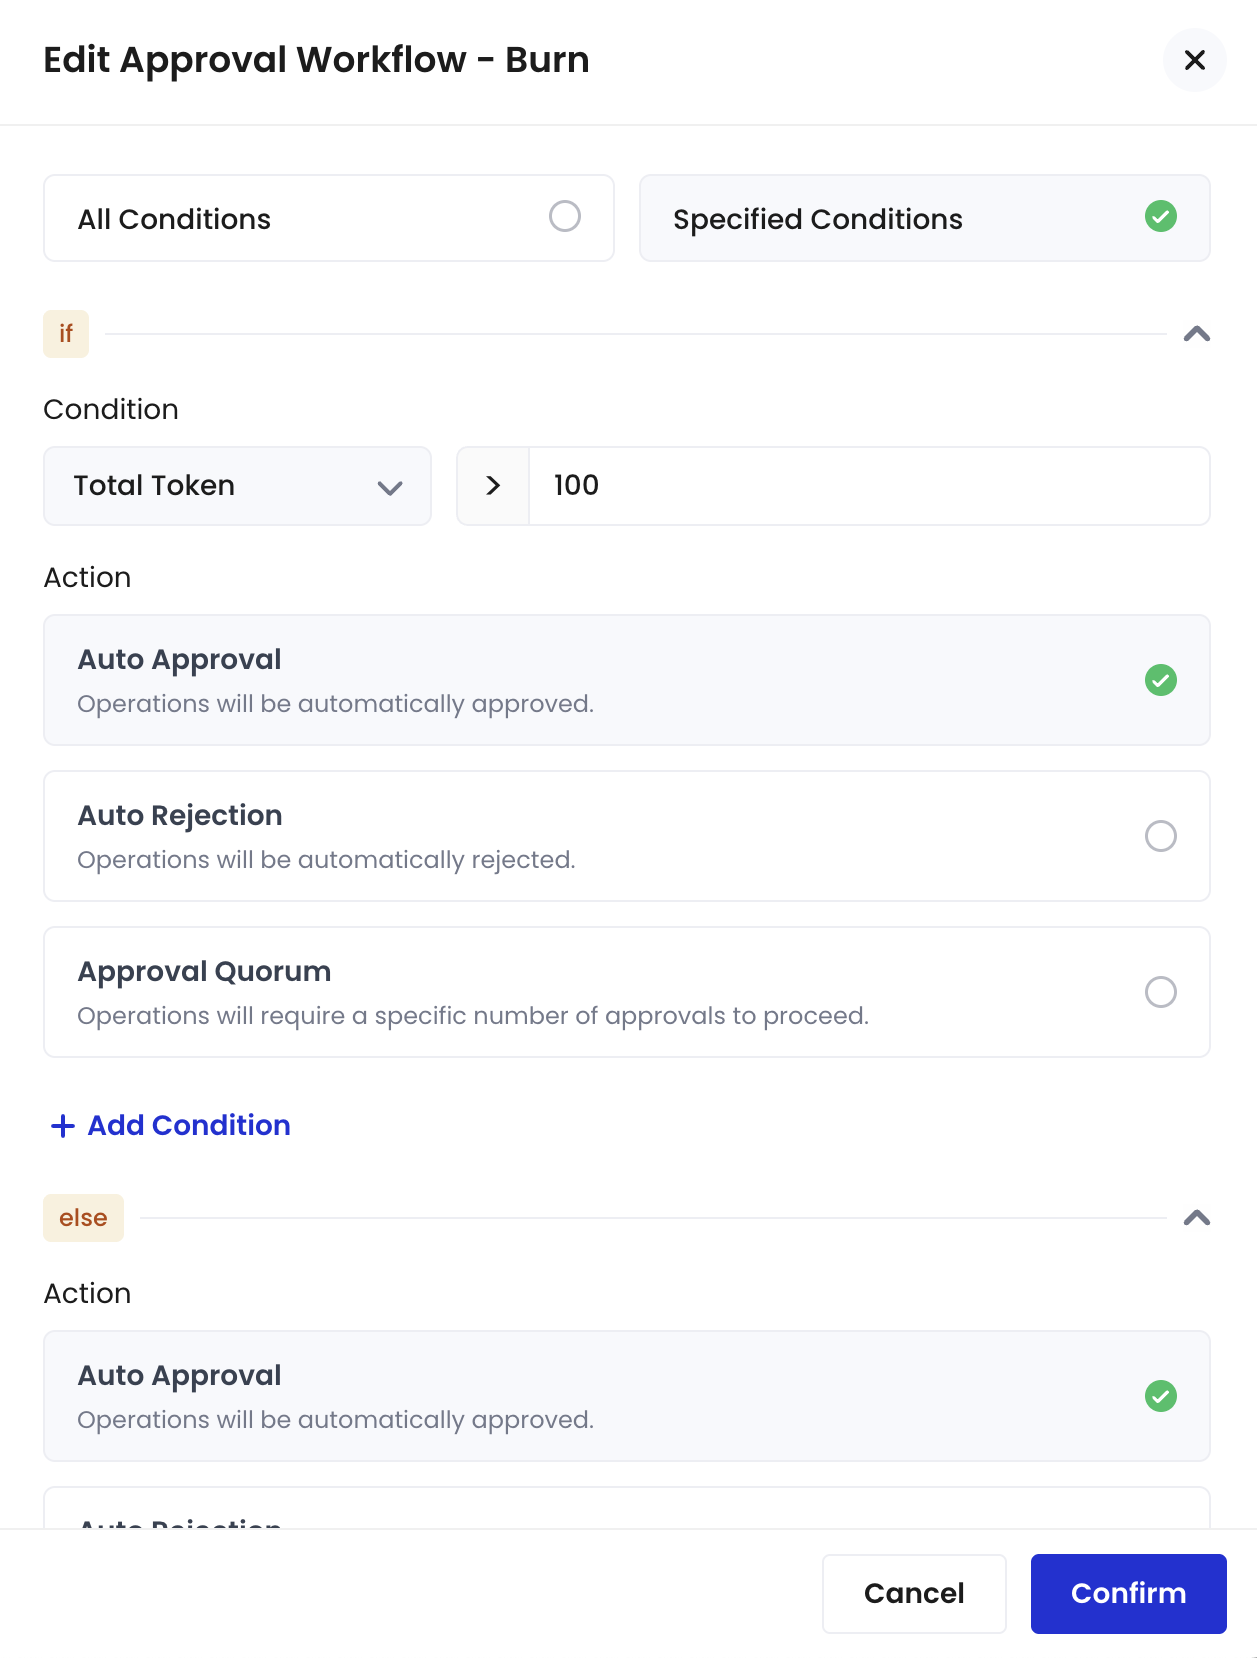 Edit Approval Workflow - Burn
All Conditions
Specified Conditions
if
Condition
Total Token
> 100
Action
Auto Approval
Operations will be automatically approved.
Auto Rejection
Operations will be automatically rejected.
Approval Quorum
Operations will require a specific number of approvals to proceed.
+ Add Condition
else
Action
Auto Approval
Operations will be automatically approved.
Auto Rejection
Cancel
Confirm